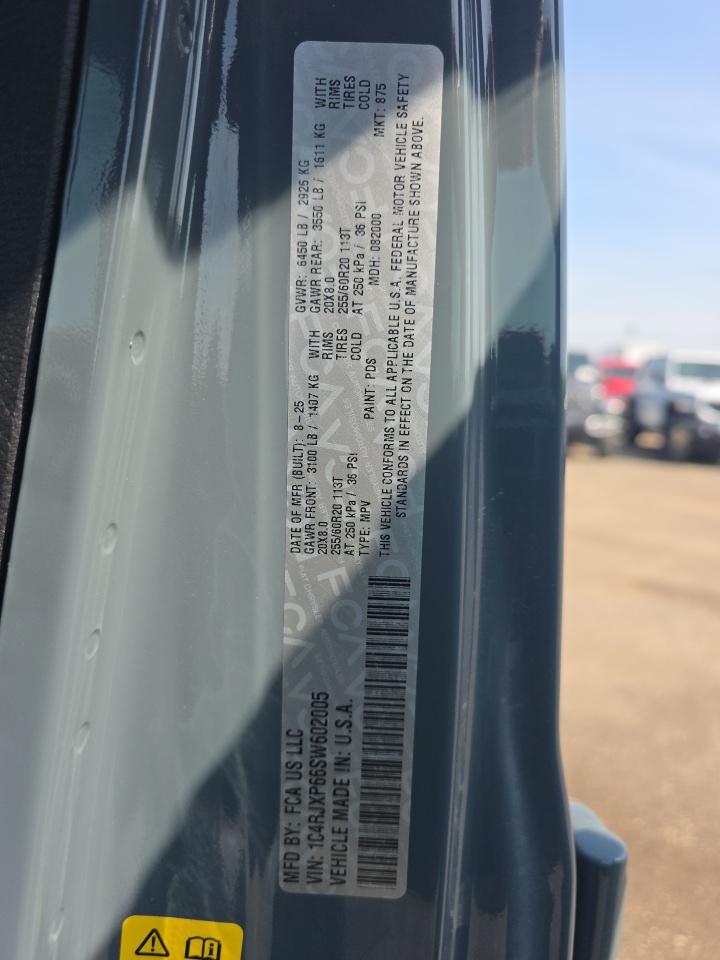 MFD BY: FCA US LLC
VIN: 1C4RJXP66SW602005
VEHICLE MADE IN: U.S.A.
DATE OF MFR (BUILT): 8-25 GVWR: 6450 LB / 2926 KG
GAWR FRONT: 3100 LB / 1407 KG WITH GAWR REAR: 3550 LB / 1611 KG WITH
20X8.0 RIMS 20X8.0 RIMS
255/60R20 113T TIRES 255/60R20 113T TIRES
AT 250 kPa / 36 PSI COLD AT 250 kPa / 36 PSI COLD
TYPE: MPV PAINT: PDS MDH: 082000 MKT: 875
THIS VEHICLE CONFORMS TO ALL APPLICABLE U.S.A. FEDERAL MOTOR VEHICLE SAFETY
STANDARDS IN EFFECT ON THE DATE OF MANUFACTURE SHOWN ABOVE.